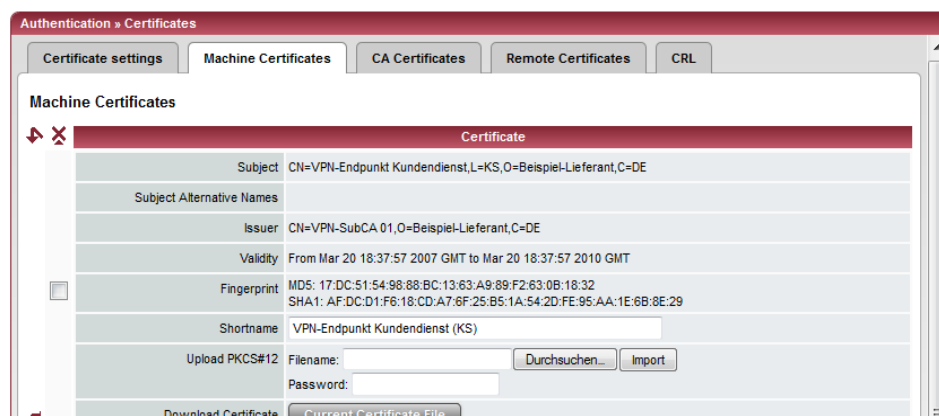 Authentication » Certificates
Certificate settings
Machine Certificates
CA Certificates
Remote Certificates
CRL
Machine Certificates
Certificate
Subject CN=VPN-Endpunkt Kundendienst,L=KS,O=Beispiel-Lieferant,C=DE
Subject Alternative Names
Issuer CN=VPN-SubCA 01,O=Beispiel-Lieferant,C=DE
Validity From Mar 20 18:37:57 2007 GMT to Mar 20 18:37:57 2010 GMT
Fingerprint MD5: 17:DC:51:54:98:88:BC:13:63:A9:89:F2:63:0B:18:32
SHA1: AF:DC:D1:F6:18:CD:A7:6F:25:B5:1A:54:2D:FE:95:AA:1E:6B:8E:29
Shortname VPN-Endpunkt Kundendienst (KS)
Upload PKCS#12 Filename: Durchsuchen... Import
Password:
Download Certificate Current Certificate File